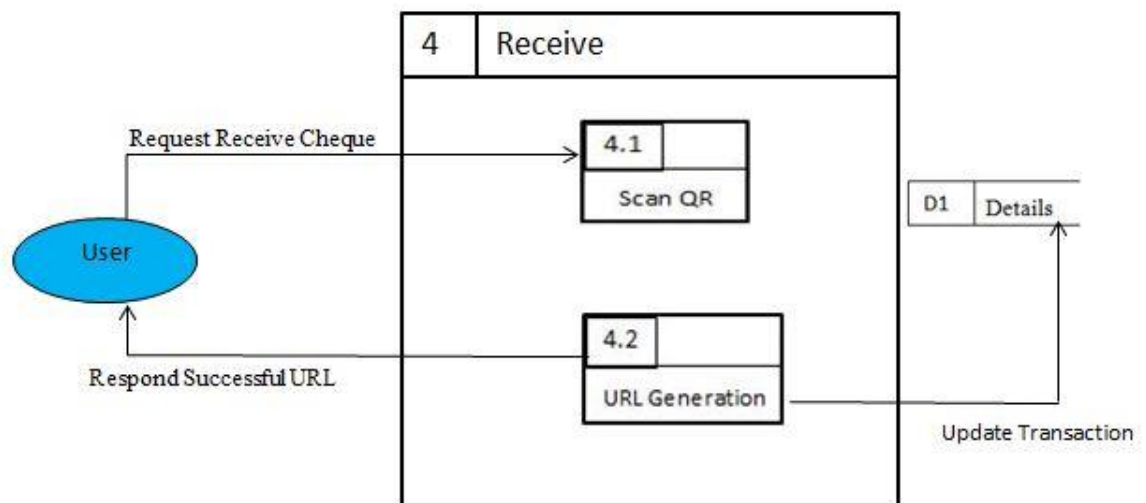 4 Receive
Request Receive Cheque
4.1
Scan QR
D1 Details
User
4.2
Respond Successful URL
URL Generation
Update Transaction